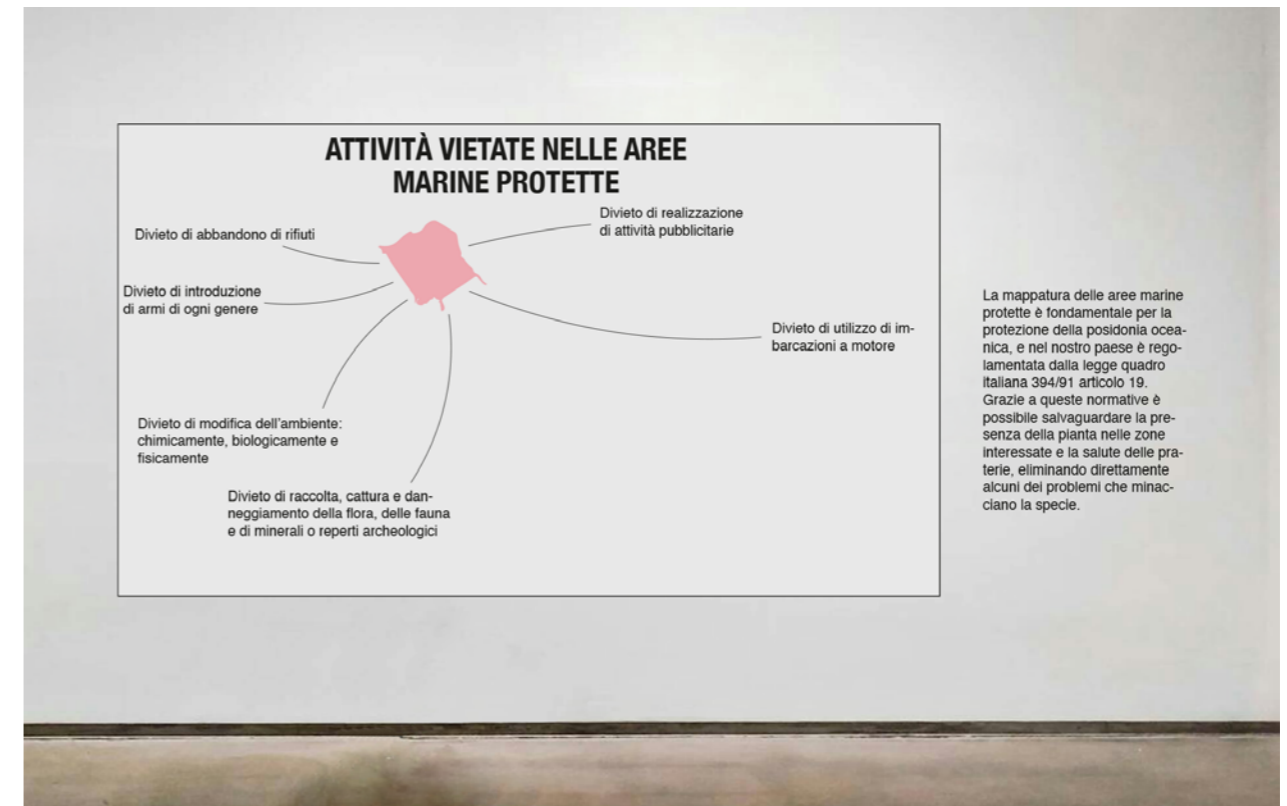 ATTIVITÀ VIETATE NELLE AREE
MARINE PROTETTE
Divieto di abbandono di rifiuti
Divieto di introduzione
di armi di ogni genere
Divieto di modifica dell'ambiente:
chimicamente, biologicamente e
fisicamente
Divieto di raccolta, cattura e dan-
neggiamento della flora, delle fauna
e di minerali o reperti archeologici
Divieto di realizzazione
di attività pubblicitarie
Divieto di utilizzo di im-
barcazioni a motore
La mappatura delle aree marine
protette è fondamentale per la
protezione della posidonia ocea-
nica, e nel nostro paese è rego-
lamentata dalla legge quadro
italiana 394/91 articolo 19.
Grazie a queste normative è
possibile salvaguardare la pre-
senza della pianta nelle zone
interessate e la salute delle pra-
terie, eliminando direttamente
alcuni dei problemi che minac-
ciano la specie.